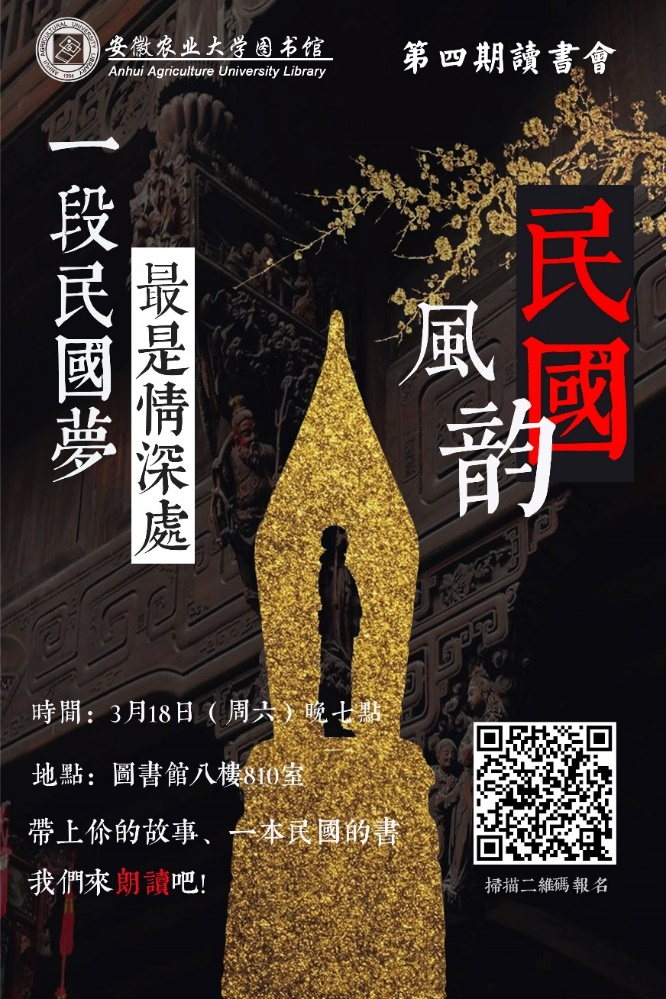 安徽农业大学图书馆
Anhui Agriculture University Library
第四期讀書會
民國
風韵
一段民國夢
最是情深處
時間：3月18日（周六）晚七點
地點：圖書館八樓810室
帶上你的故事、一本民國的書
我們來朗讀吧!
掃描二維碼報名